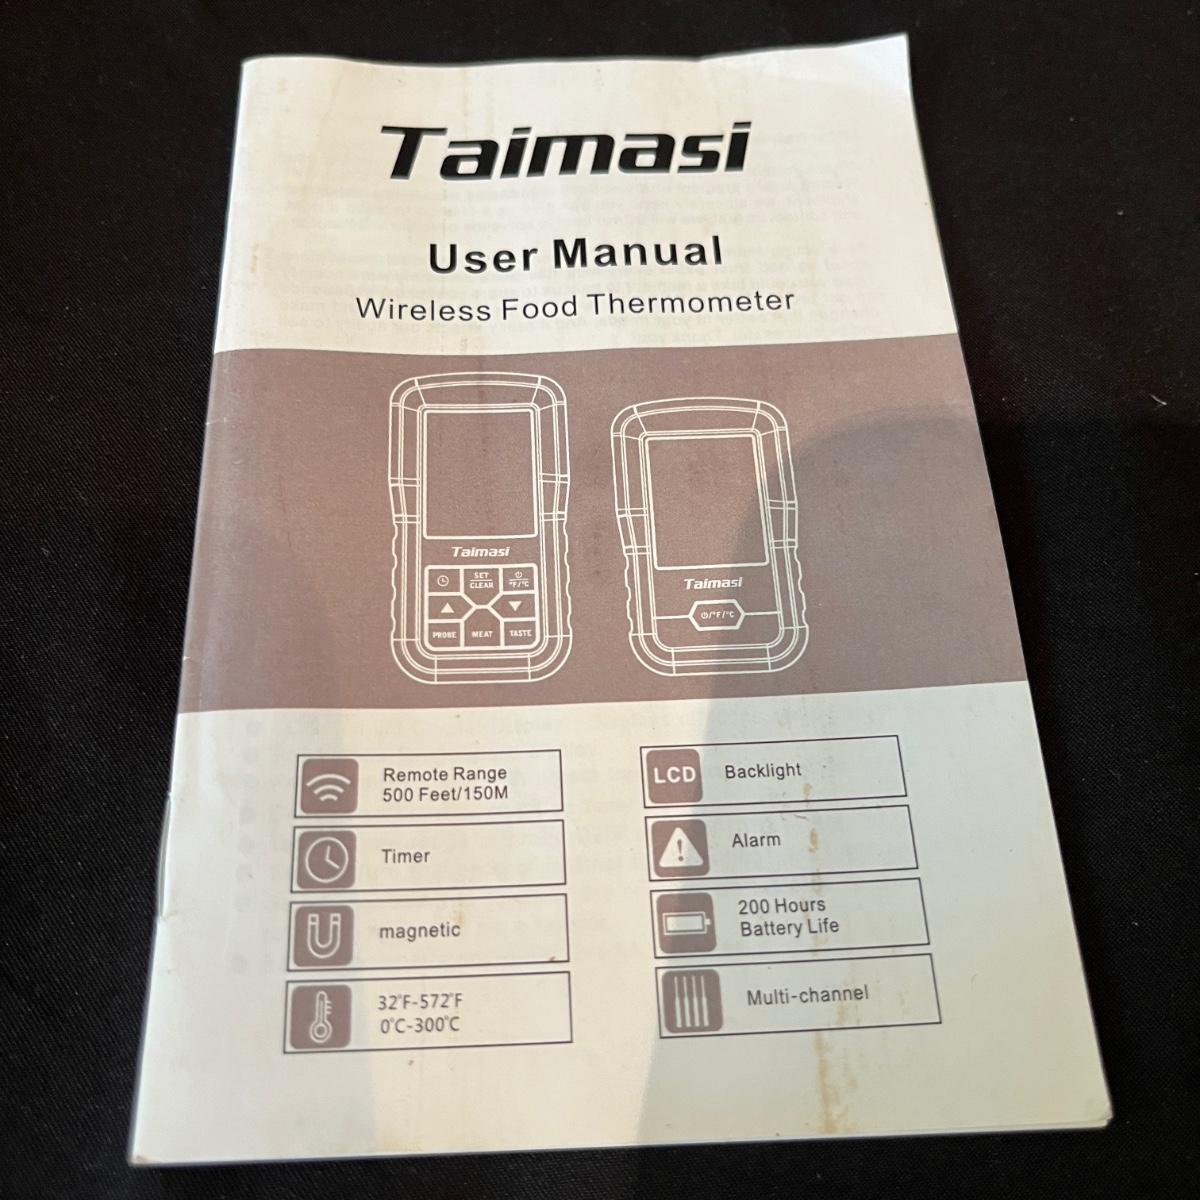 Taimasi
User Manual
Wireless Food Thermometer
Taimasi
SET
CLEAR
°F/°C
PROBE
MEAT
TASTE
Taimasi
/°F/°C
Remote Range
500 Feet/150M
Timer
magnetic
32°F-572°F
0°C-300°C
LCD
Backlight
Alarm
200 Hours
Battery Life
Multi-channel